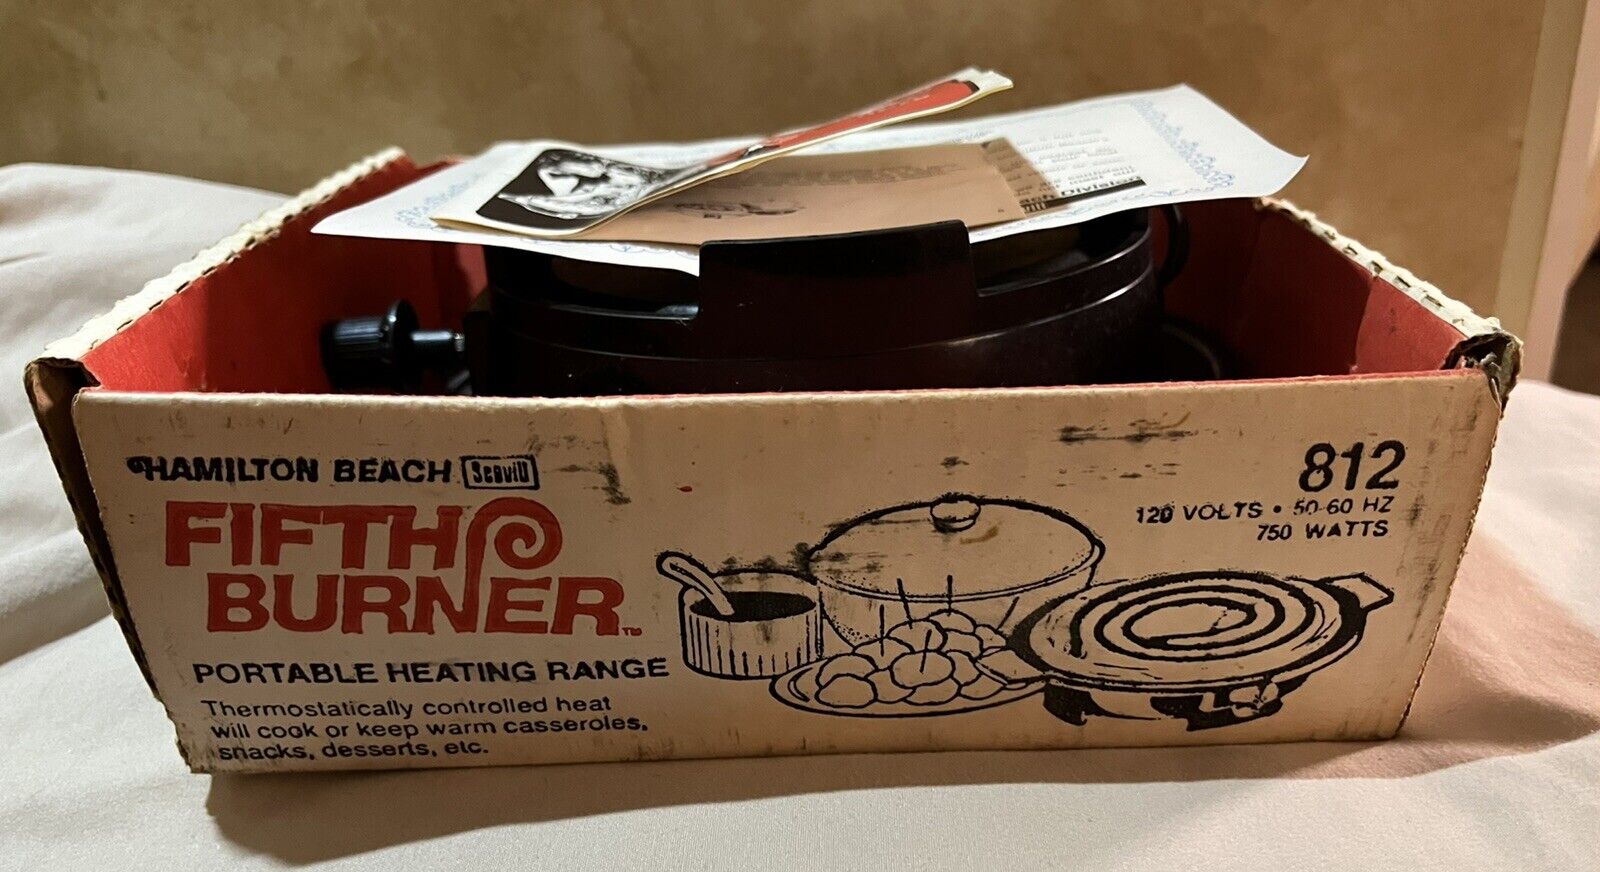 HAMILTON BEACH Scovill
FIFTH
BURNER™
PORTABLE HEATING RANGE
Thermostatically controlled heat
will cook or keep warm casseroles,
snacks, desserts, etc.
812
120 VOLTS • 50-60 HZ
750 WATTS